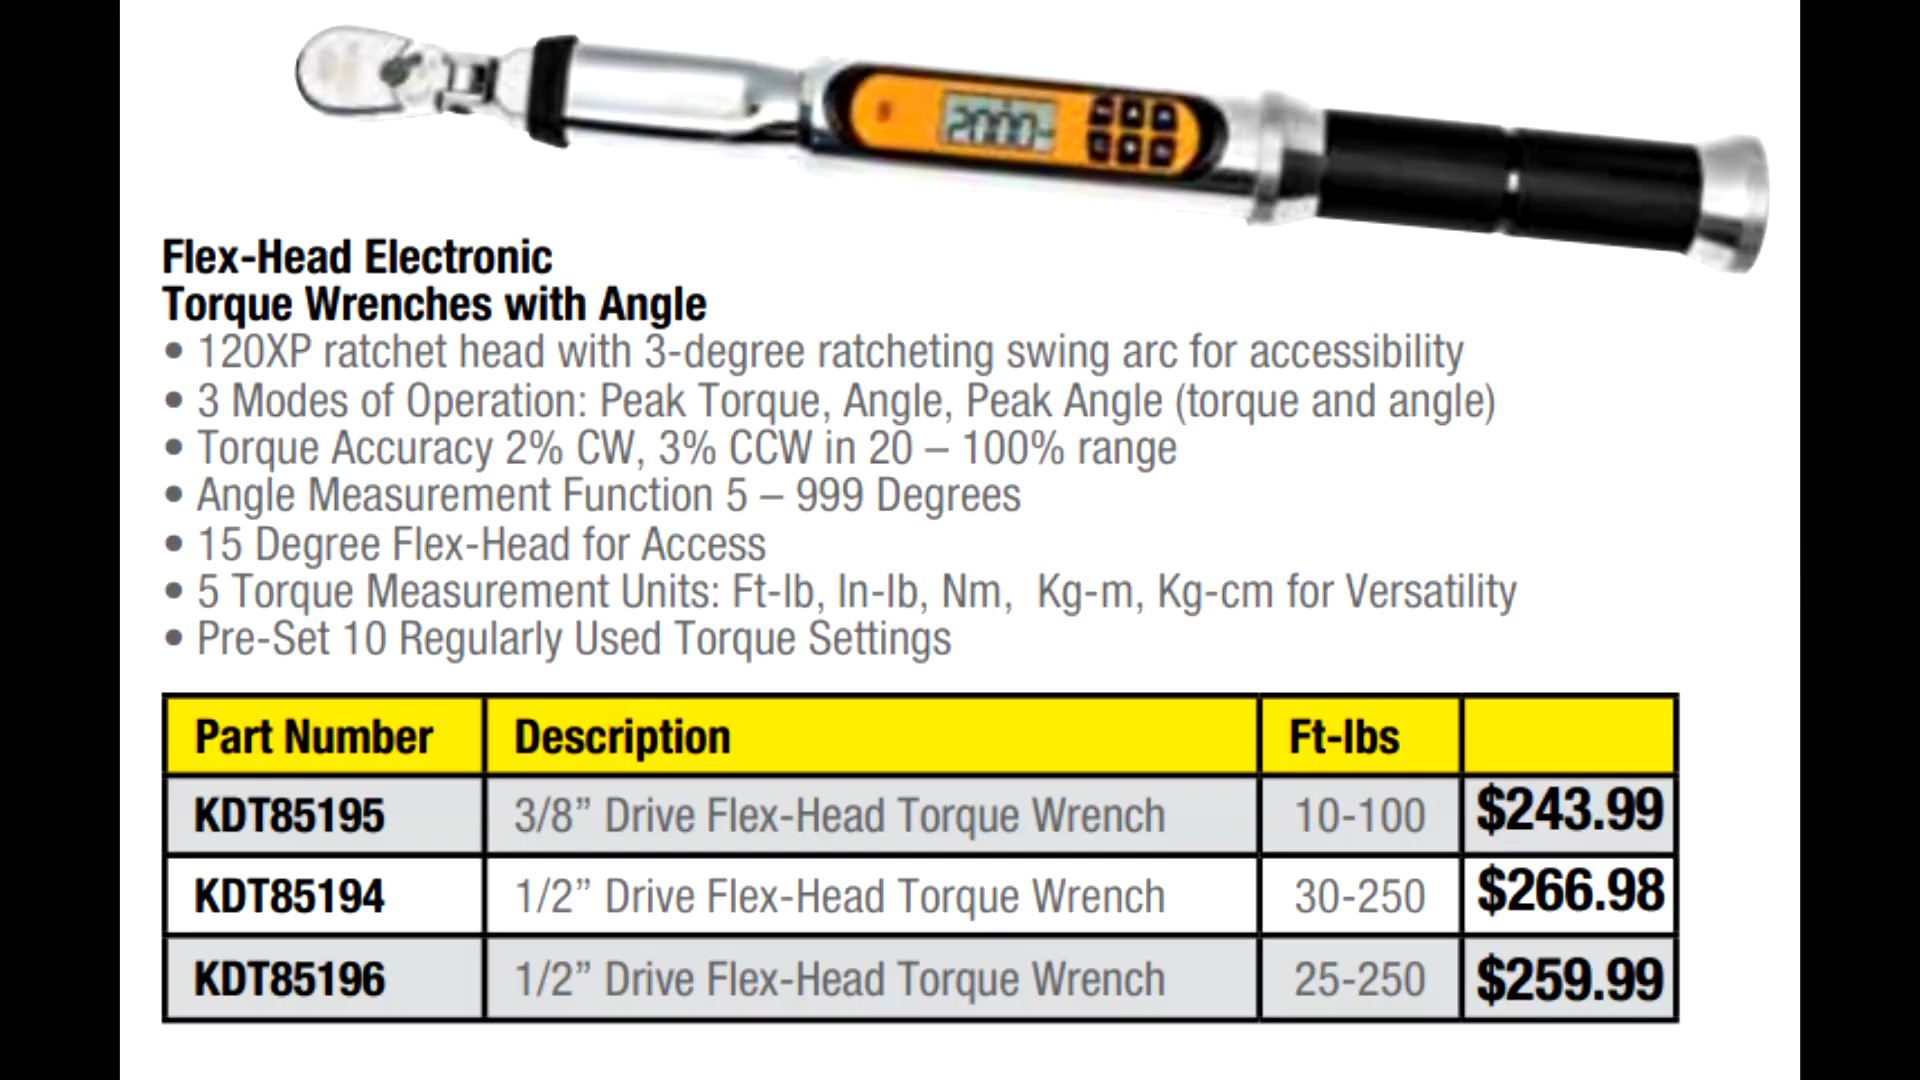 2000
Flex-Head Electronic
Torque Wrenches with Angle
• 120XP ratchet head with 3-degree ratcheting swing arc for accessibility
• 3 Modes of Operation: Peak Torque, Angle, Peak Angle (torque and angle)
• Torque Accuracy 2% CW, 3% CCW in 20 – 100% range
• Angle Measurement Function 5 – 999 Degrees
• 15 Degree Flex-Head for Access
• 5 Torque Measurement Units: Ft-lb, In-lb, Nm,  Kg-m, Kg-cm for Versatility
• Pre-Set 10 Regularly Used Torque Settings
Part Number Description Ft-lbs
KDT85195 3/8” Drive Flex-Head Torque Wrench 10-100 $243.99
KDT85194 1/2” Drive Flex-Head Torque Wrench 30-250 $266.98
KDT85196 1/2” Drive Flex-Head Torque Wrench 25-250 $259.99